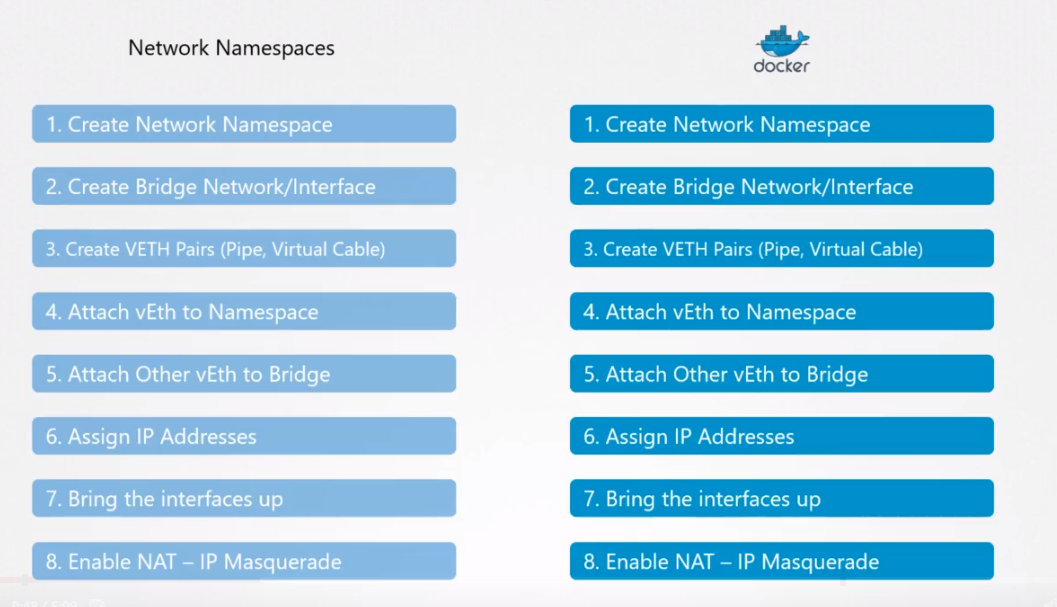 Network Namespaces
docker
1. Create Network Namespace
2. Create Bridge Network/Interface
3. Create VETH Pairs (Pipe, Virtual Cable)
4. Attach vEth to Namespace
5. Attach Other vEth to Bridge
6. Assign IP Addresses
7. Bring the interfaces up
8. Enable NAT – IP Masquerade
1. Create Network Namespace
2. Create Bridge Network/Interface
3. Create VETH Pairs (Pipe, Virtual Cable)
4. Attach vEth to Namespace
5. Attach Other vEth to Bridge
6. Assign IP Addresses
7. Bring the interfaces up
8. Enable NAT – IP Masquerade